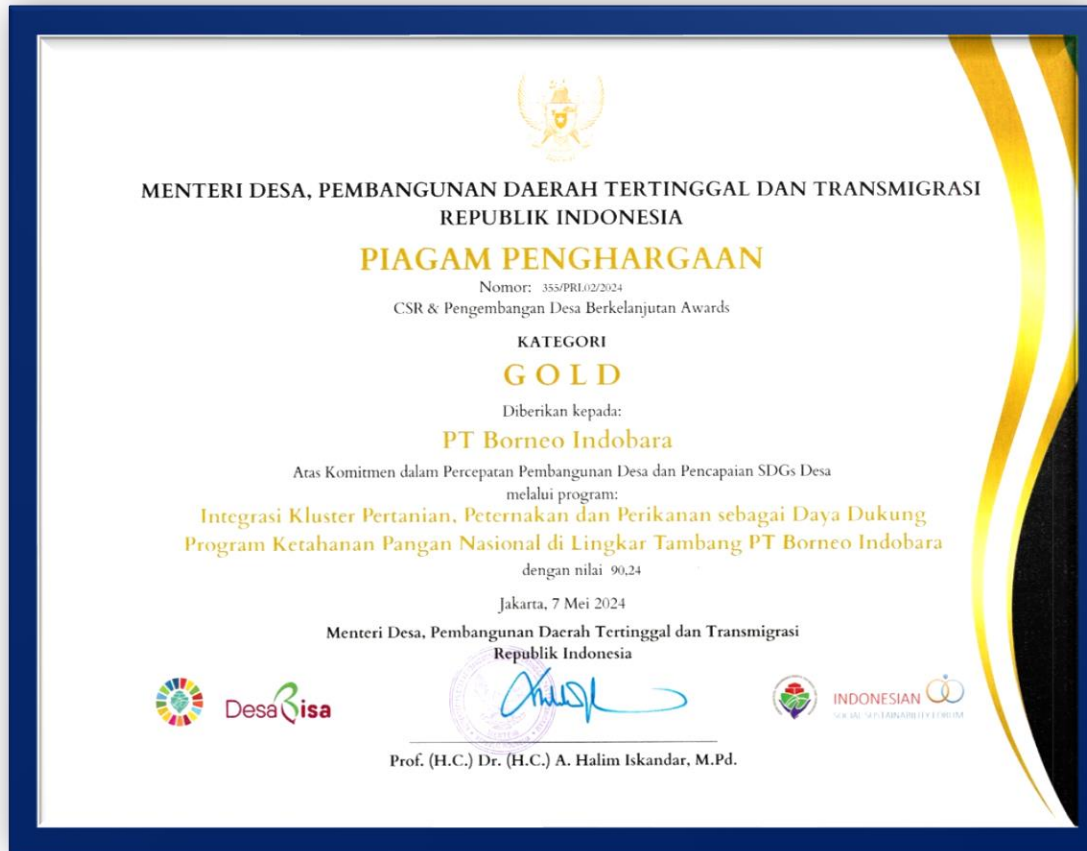 MENTERI DESA, PEMBANGUNAN DAERAH TERTINGGAL DAN TRANSMIGRASI
REPUBLIK INDONESIA
PIAGAM PENGHARGAAN
Nomor: 355/PRI.02/2024
CSR & Pengembangan Desa Berkelanjutan Awards
KATEGORI
GOLD
Diberikan kepada:
PT Borneo Indobara
Atas Komitmen dalam Percepatan Pembangunan Desa dan Pencapaian SDGs Desa
melalui program:
Integrasi Kluster Pertanian, Peternakan dan Perikanan sebagai Daya Dukung
Program Ketahanan Pangan Nasional di Lingkar Tambang PT Borneo Indobara
dengan nilai 90,24
Jakarta, 7 Mei 2024
Menteri Desa, Pembangunan Daerah Tertinggal dan Transmigrasi
Republik Indonesia
DesaBisa
INDONESIAN
SOCIAL SUSTAINABILITY FORUM
Prof. (H.C.) Dr. (H.C.) A. Halim Iskandar, M.Pd.